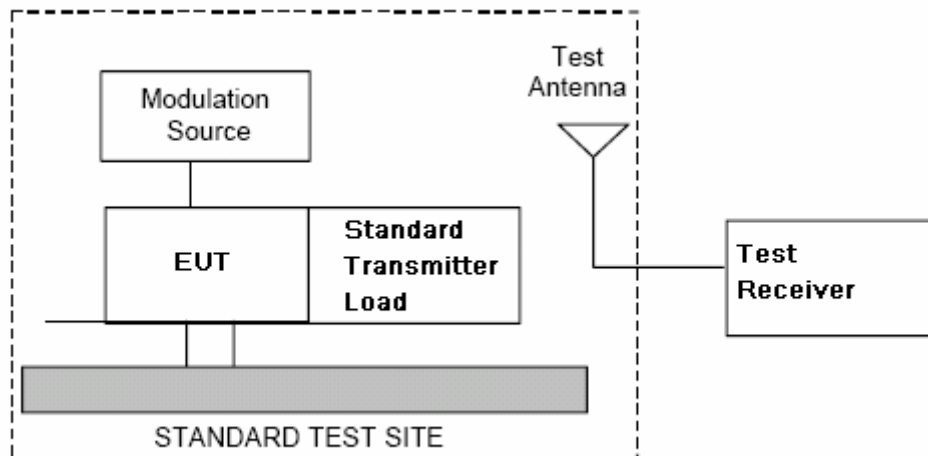 Test
Antenna
Modulation
Source
EUT
Standard
Transmitter
Load
Test
Receiver
STANDARD TEST SITE